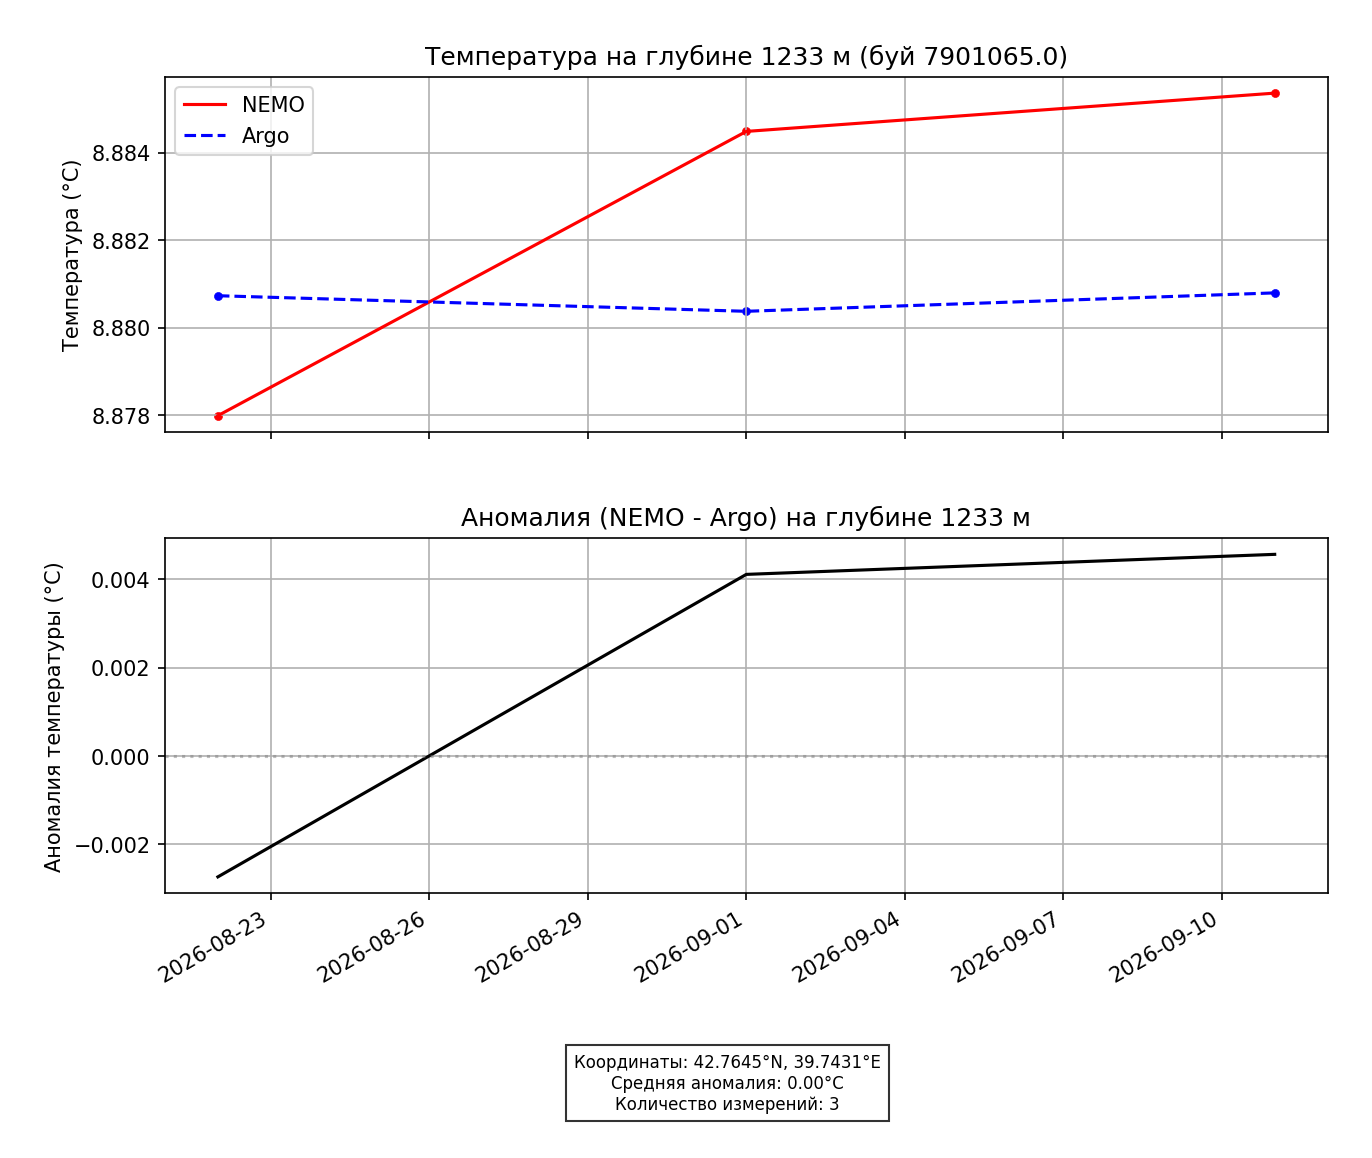 Температура на глубине 1233 м (буй 7901065.0)
NEMO
Argo
Температура (°C)
8.884
8.882
8.880
8.878
Аномалия (NEMO - Argo) на глубине 1233 м
Аномалия температуры (°C)
0.004
0.002
0.000
−0.002
2026-08-23
2026-08-26
2026-08-29
2026-09-01
2026-09-04
2026-09-07
2026-09-10
Координаты: 42.7645°N, 39.7431°E
Средняя аномалия: 0.00°C
Количество измерений: 3